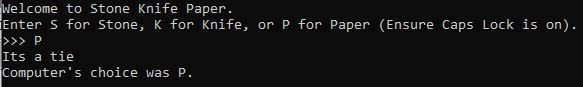 Welcome to Stone Knife Paper.
Enter S for Stone, K for Knife, or P for Paper (Ensure Caps Lock is on).
>>> P
Its a tie
Computer's choice was P.